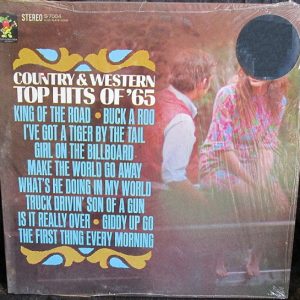 STEREO S/7004
COUNTRY & WESTERN
TOP HITS OF '65
KING OF THE ROAD • BUCK A ROO
I'VE GOT A TIGER BY THE TAIL
GIRL ON THE BILLBOARD
MAKE THE WORLD GO AWAY
WHAT'S HE DOING IN MY WORLD
TRUCK DRIVIN' SON OF A GUN
IS IT REALLY OVER • GIDDY UP GO
THE FIRST THING EVERY MORNING